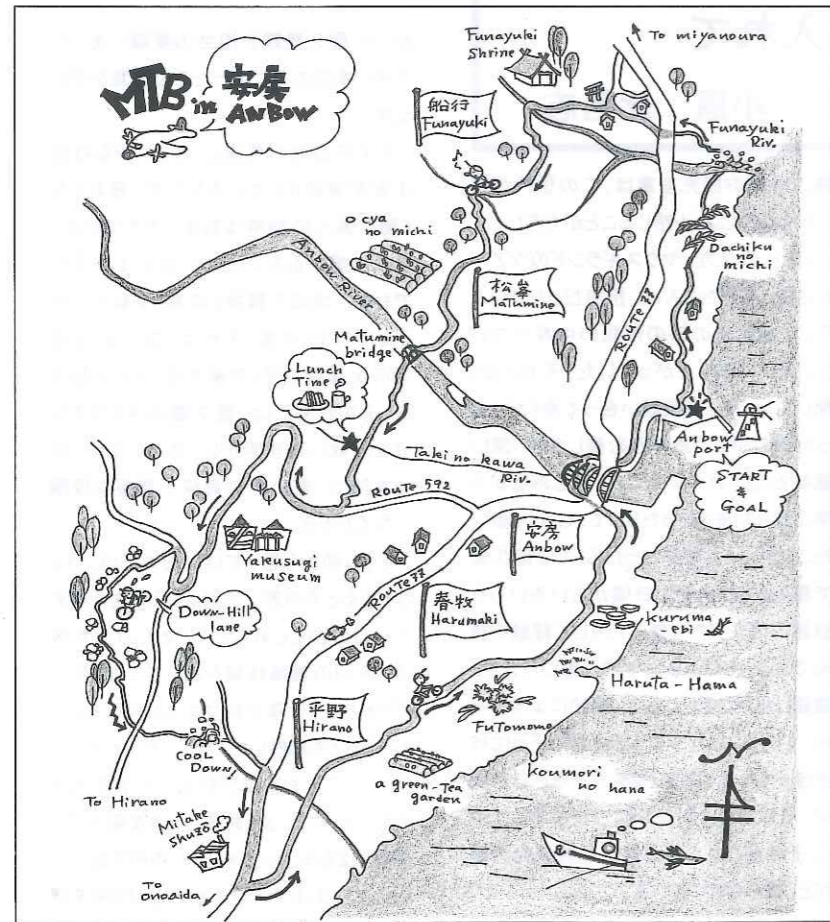 MTB in 安房
ANBOW
Funayuki
Shrine
To miyanoura
船行
Funayuki
Funayuki
Riv.
Dachiku
no
michi
ocya
no michi
Anbow River
松峯
Matumine
Route 77
Matumine
bridge
Lunch
Time
Anbow
port
START
&
GOAL
Taki no kawa
Riv.
Route 592
安房
Anbow
Yakusugi
museum
Route 77
春牧
Harumaki
Down-Hill
lane
kuruma
-ebi
Haruta-Hama
平野
Hirano
FuTomomo
COOL
DOWN!
a green-Tea
garden
koumori
no hana
To Hirano
Mitake
Shuzō
To
onoaida
N